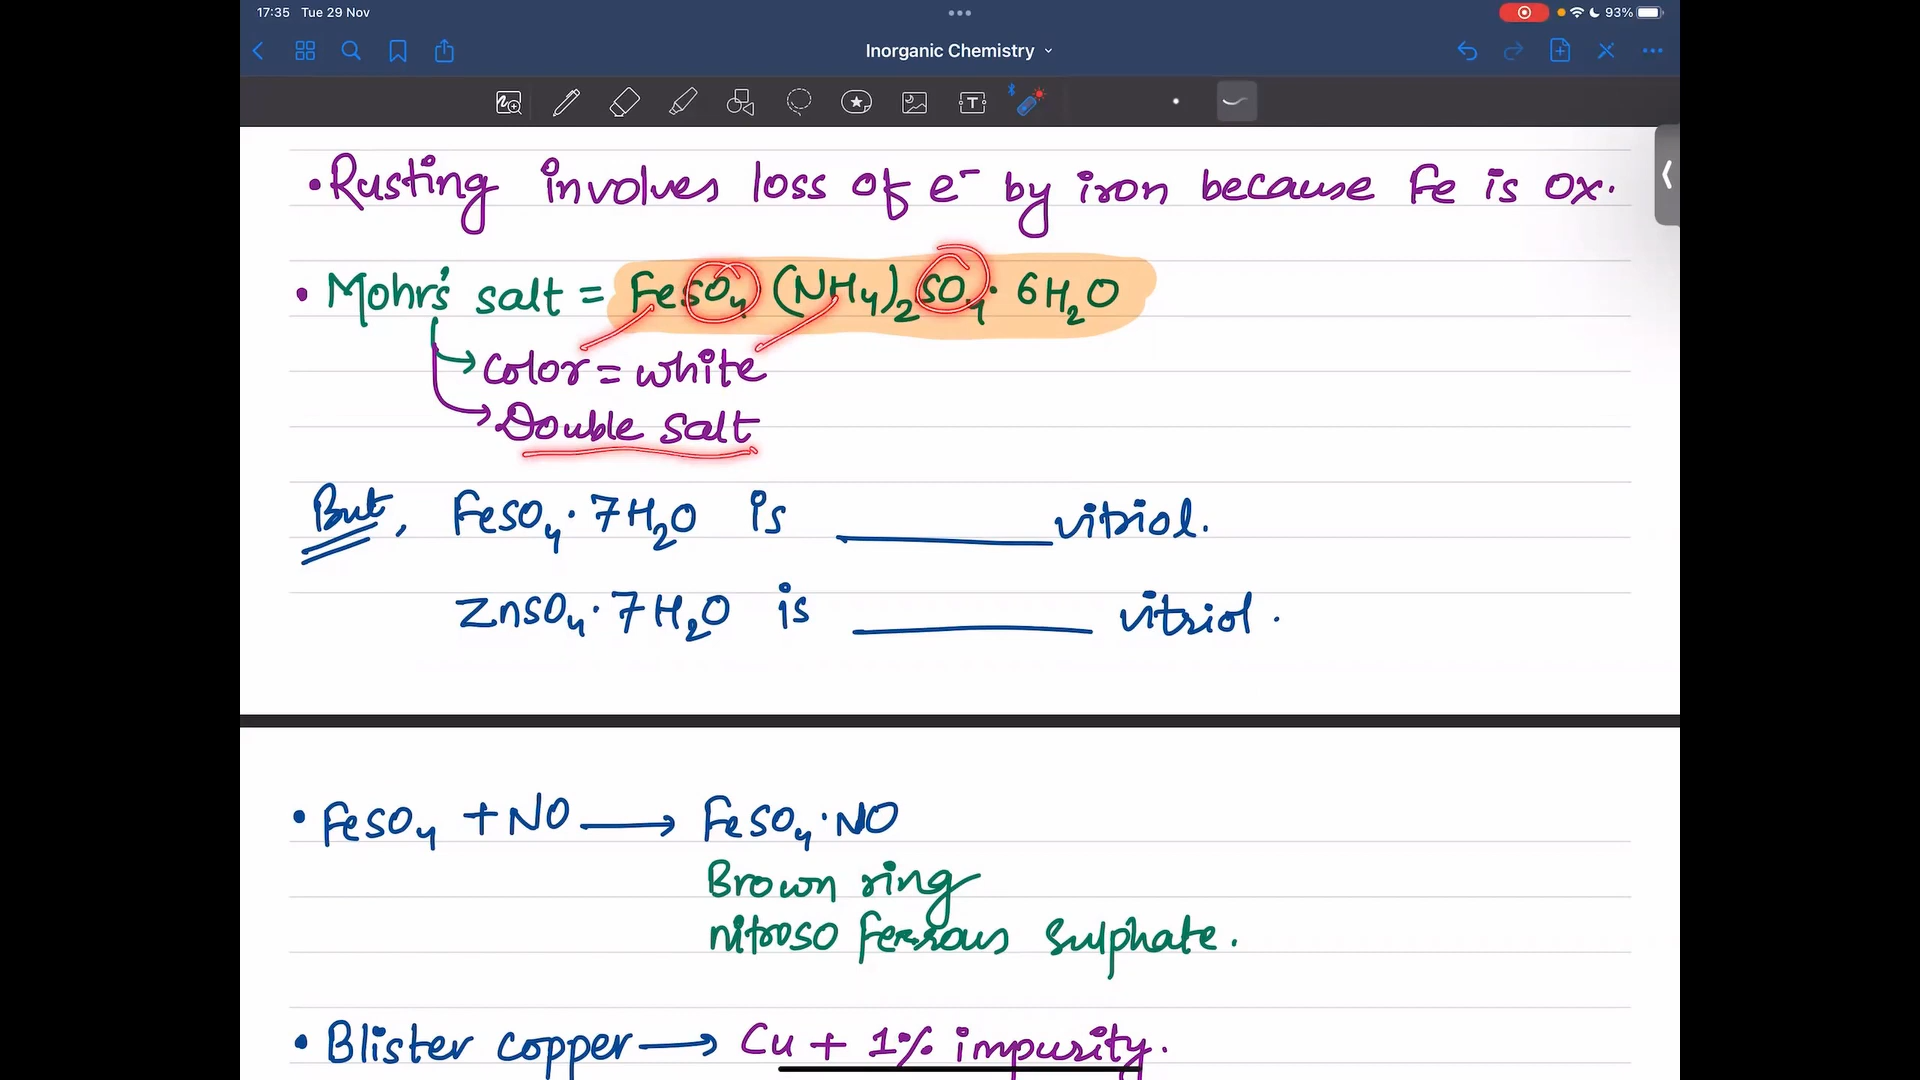 17:35 Tue 29 Nov
93%
Inorganic Chemistry
• Rusting involves loss of e⁻ by iron because Fe is ox.
• Mohr's salt = FeSO₄ (NH₄)₂SO₄·6H₂O
Color = white
Double salt
But, FeSO₄·7H₂O is ______ vitriol.
ZnSO₄·7H₂O is ______ vitriol.
• FeSO₄ + NO → FeSO₄·NO
Brown ring
nitroso ferrous sulphate.
• Blister copper → Cu + 1% impurity.